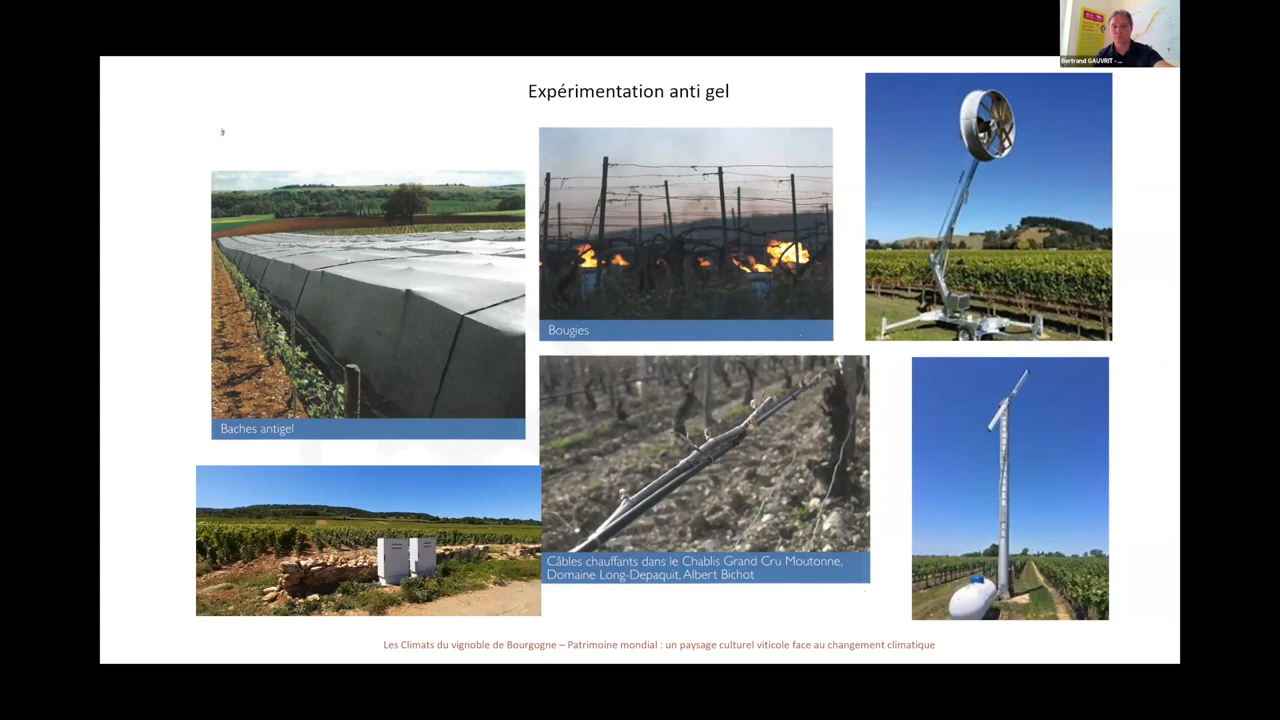 Bertrand GAUVRIT - ...
Expérimentation anti gel
Bougies
Baches antigel
Câbles chauffants dans le Chablis Grand Cru Moutonne,
Domaine Long-Depaquit, Albert Bichot
Les Climats du vignoble de Bourgogne – Patrimoine mondial : un paysage culturel viticole face au changement climatique